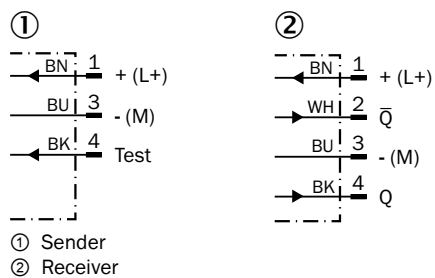 ①
BN 1 + (L+)
BU 3 - (M)
BK 4 Test
②
BN 1 + (L+)
WH 2 Q̅
BU 3 - (M)
BK 4 Q
① Sender
② Receiver